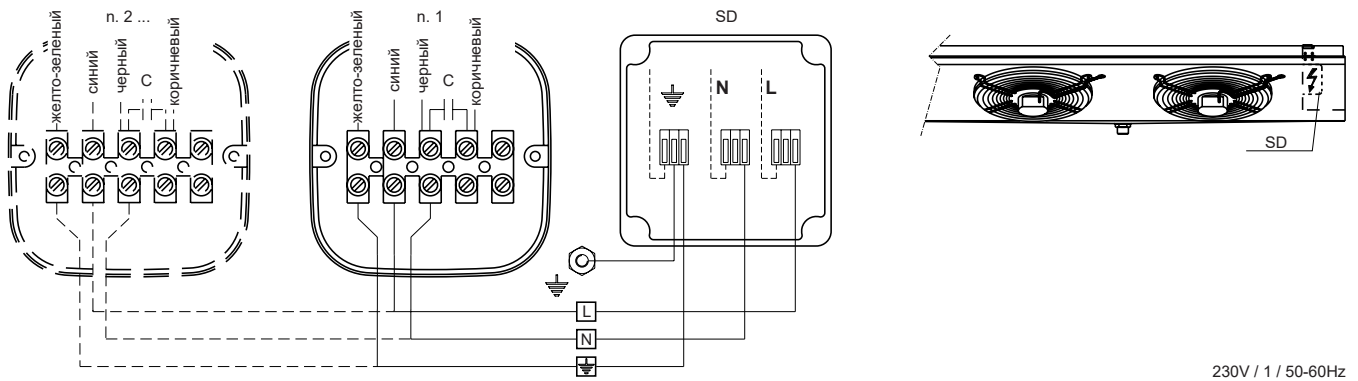 n. 2 ...
желто-зеленый
синий
черный
C
коричневый
n. 1
желто-зеленый
синий
черный
C
коричневый
SD
N
L
L
N
SD
230V / 1 / 50-60Hz